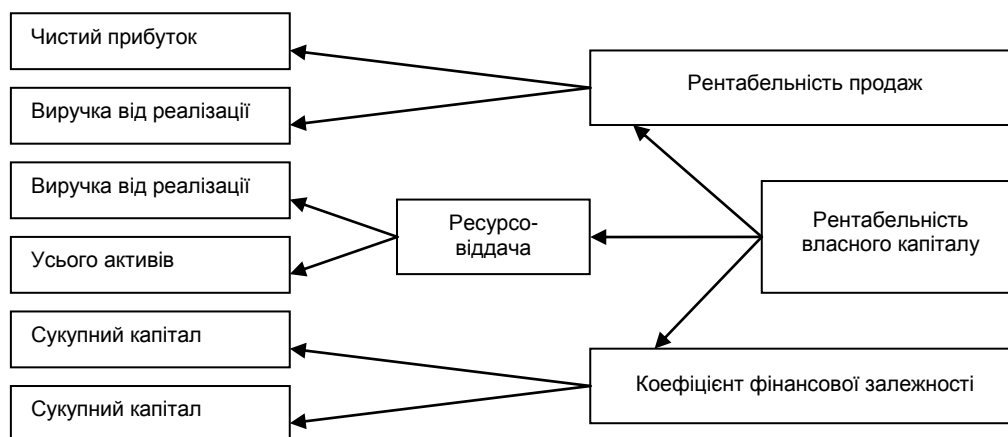 Чистий прибуток
Рентабельність продаж
Виручка від реалізації
Виручка від реалізації
Ресурсо-
віддача
Рентабельність
власного капіталу
Усього активів
Сукупний капітал
Коефіцієнт фінансової залежності
Сукупний капітал